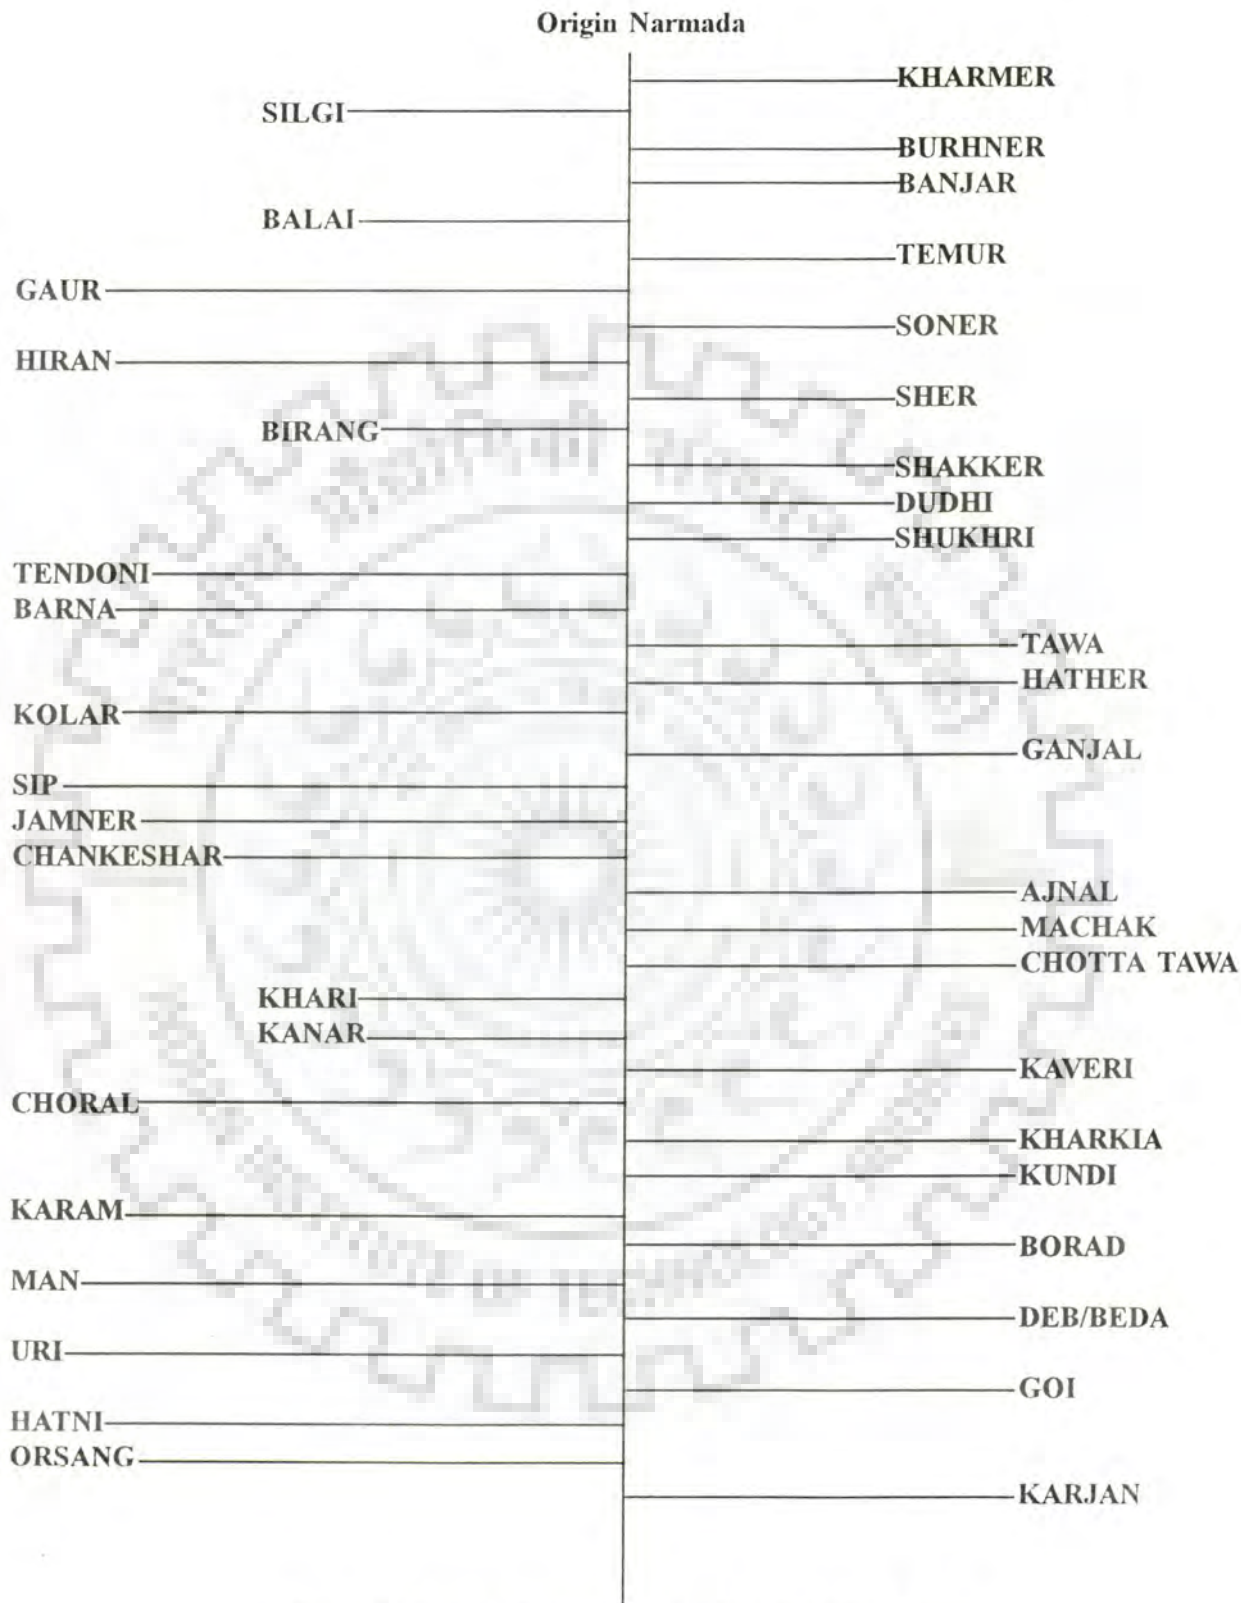 Origin Narmada
KHARMER
SILGI
BURHNER
BANJAR
BALAI
TEMUR
GAUR
SONER
HIRAN
SHER
BIRANG
SHAKKER
DUDHI
SHUKHRI
TENDONI
BARNA
TAWA
HATHER
KOLAR
GANJAL
SIP
JAMNER
CHANKESHAR
AJNAL
MACHAK
CHOTTA TAWA
KHARI
KANAR
KAVERI
CHORAL
KHARKIA
KUNDI
KARAM
BORAD
MAN
DEB/BEDA
URI
GOI
HATNI
ORSANG
KARJAN